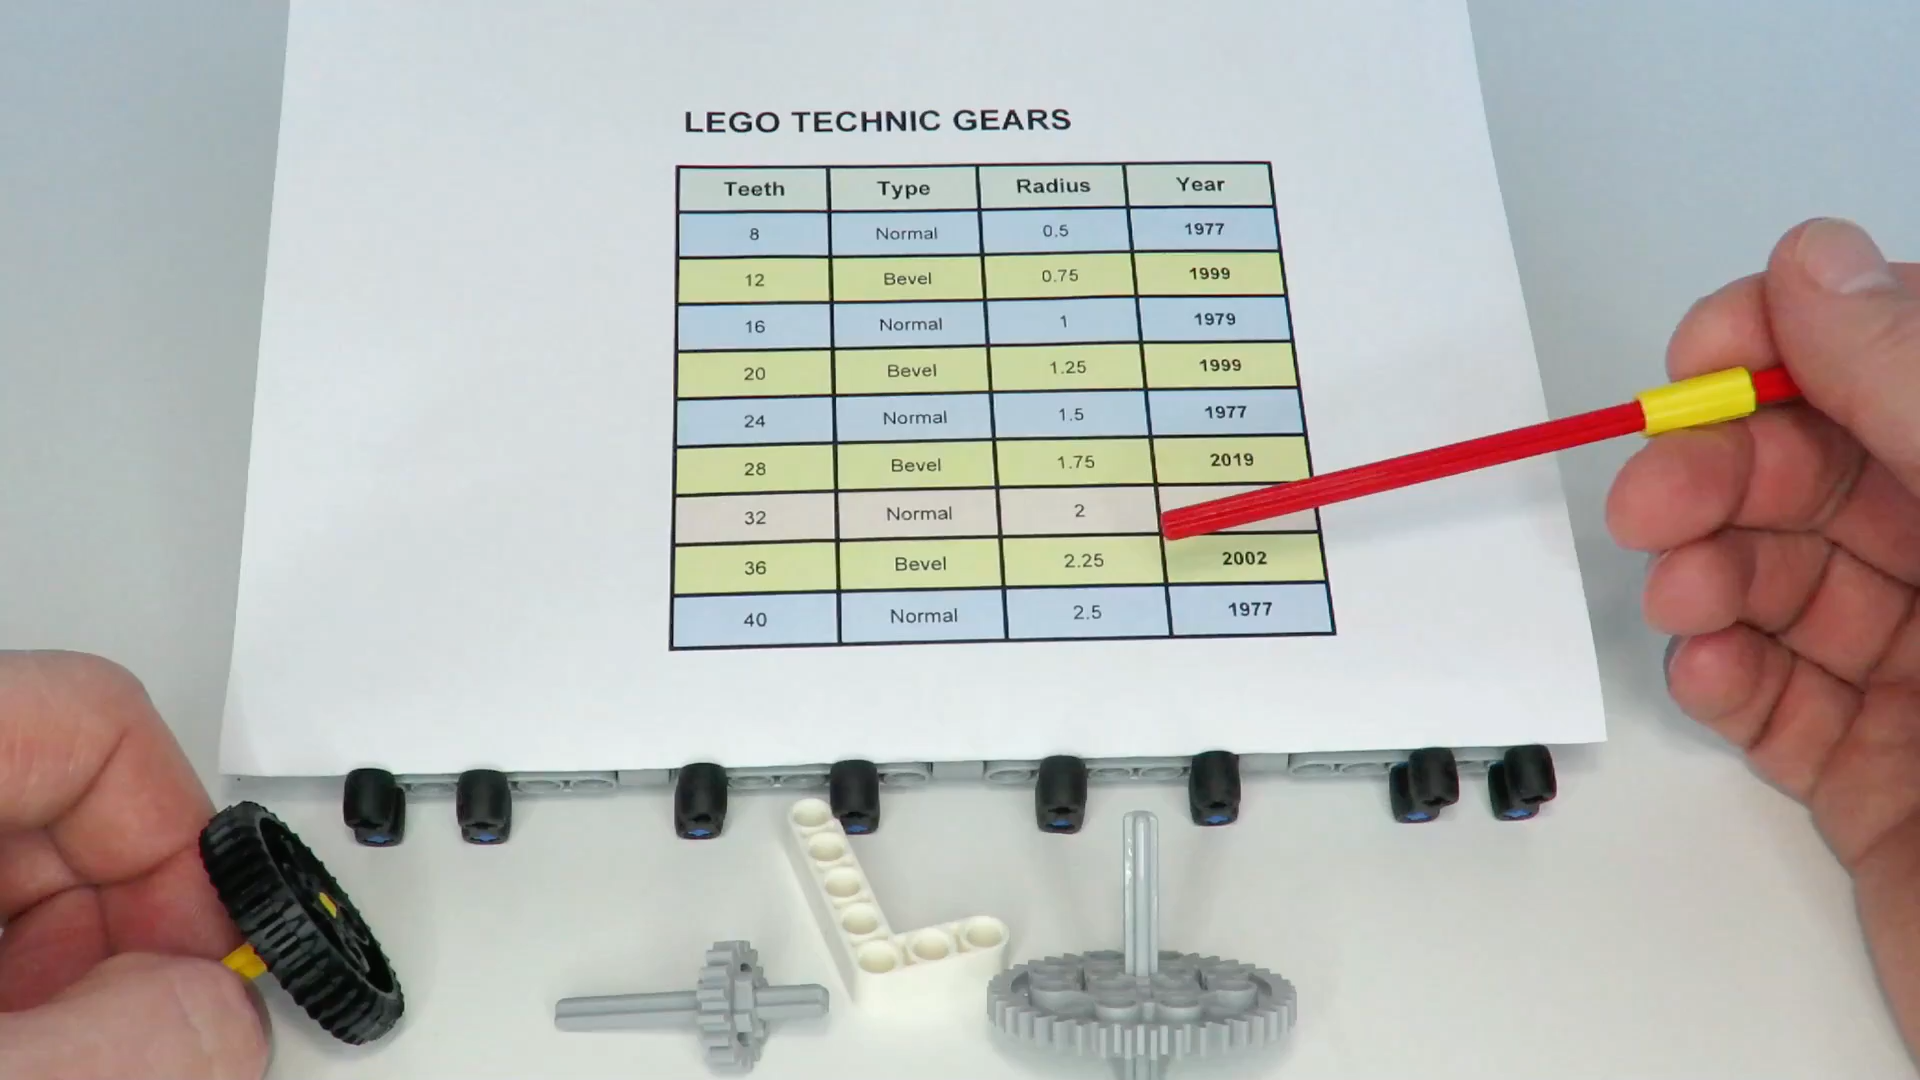 LEGO TECHNIC GEARS
Teeth Type Radius Year
8 Normal 0.5 1977
12 Bevel 0.75 1999
16 Normal 1 1979
20 Bevel 1.25 1999
24 Normal 1.5 1977
28 Bevel 1.75 2019
32 Normal 2
36 Bevel 2.25 2002
40 Normal 2.5 1977